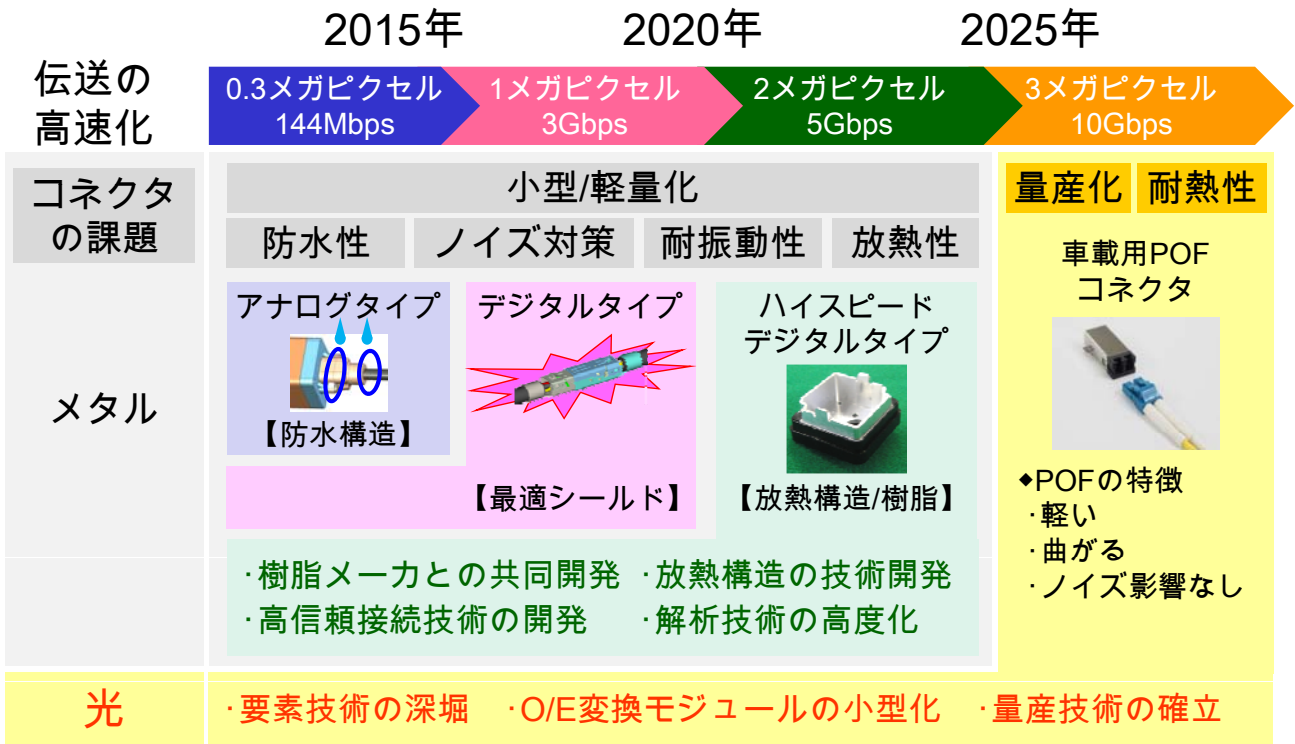 2015年
2020年
2025年
伝送の
高速化
0.3メガピクセル
144Mbps
1メガピクセル
3Gbps
2メガピクセル
5Gbps
3メガピクセル
10Gbps
コネクタ
の課題
小型/軽量化
防水性
ノイズ対策
耐振動性
放熱性
量産化
耐熱性
メタル
アナログタイプ
【防水構造】
デジタルタイプ
【最適シールド】
ハイスピード
デジタルタイプ
【放熱構造/樹脂】
車載用POF
コネクタ
◆POFの特徴
·軽い
·曲がる
·ノイズ影響なし
·樹脂メーカとの共同開発
·放熱構造の技術開発
·高信頼接続技術の開発
·解析技術の高度化
光
·要素技術の深堀
·O/E変換モジュールの小型化
·量産技術の確立